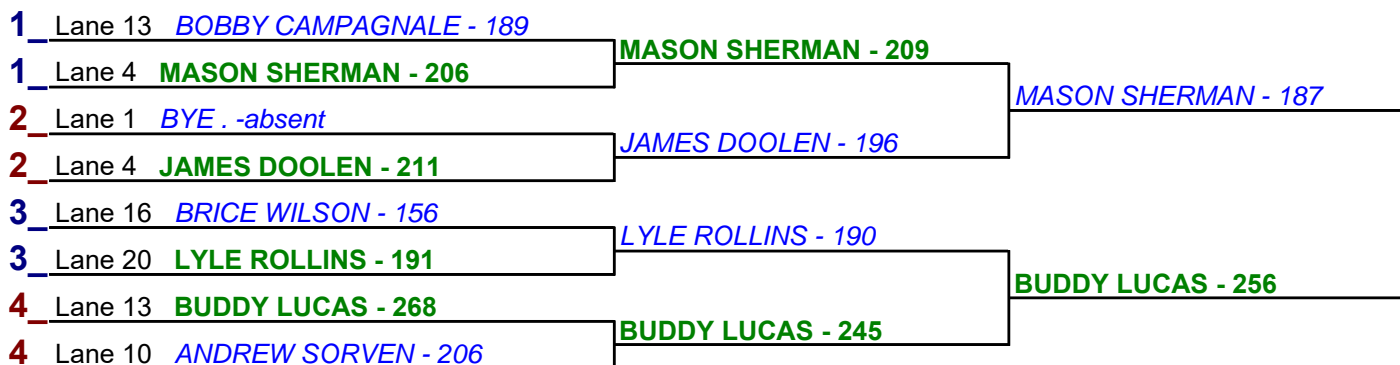 1_ Lane 13 BOBBY CAMPAGNALE - 189
MASON SHERMAN - 209
1_ Lane 4 MASON SHERMAN - 206
MASON SHERMAN - 187
2_ Lane 1 BYE . -absent
JAMES DOOLEN - 196
2_ Lane 4 JAMES DOOLEN - 211
3_ Lane 16 BRICE WILSON - 156
LYLE ROLLINS - 190
3_ Lane 20 LYLE ROLLINS - 191
BUDDY LUCAS - 256
4_ Lane 13 BUDDY LUCAS - 268
BUDDY LUCAS - 245
4 Lane 10 ANDREW SORVEN - 206